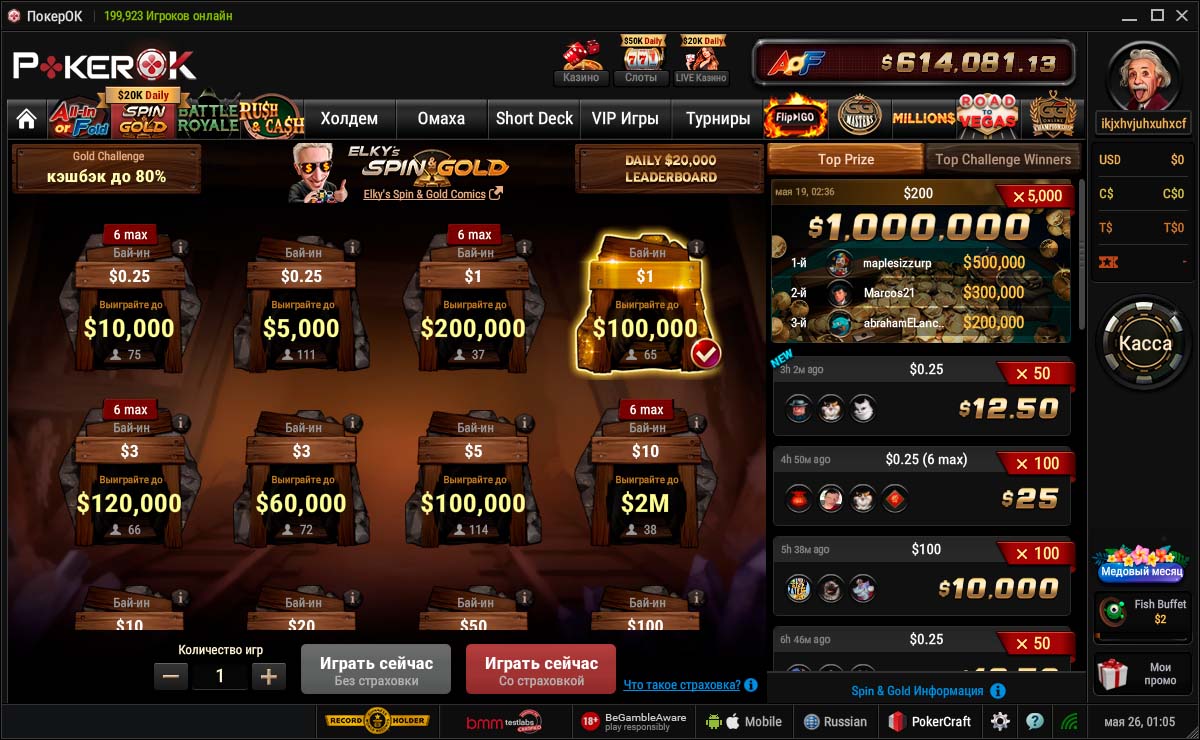 ПокерОК
199,923 Игроков онлайн
POKEROK
Казино
$50K Daily
Слоты
$20K Daily
LIVE Казино
AoF
$614,081.13
ikjxhvjuhxuhxcf
All-in or Fold
$20K Daily
SPIN & GOLD
BATTLE ROYALE
RUSH & CASH
Холдем
Омаха
Short Deck
VIP Игры
Турниры
Flip&GO
GG MASTERS
MILLION$
ROAD TO VEGAS
GG ONLINE CHAMPIONSHIP
Gold Challenge
кэшбэк до 80%
ELKY's
SPIN & GOLD
Elky's Spin & Gold Comics
DAILY $20,000
LEADERBOARD
6 max
Бай-ин
$0.25
Выиграйте до
$10,000
75
Бай-ин
$0.25
Выиграйте до
$5,000
111
6 max
Бай-ин
$1
Выиграйте до
$200,000
37
Бай-ин
$1
Выиграйте до
$100,000
65
6 max
Бай-ин
$3
Выиграйте до
$120,000
66
Бай-ин
$3
Выиграйте до
$60,000
72
Бай-ин
$5
Выиграйте до
$100,000
114
6 max
Бай-ин
$10
Выиграйте до
$2M
38
Бай-ин
$10
Бай-ин
$20
Бай-ин
$50
Бай-ин
$100
Количество игр
1
Играть сейчас
Без страховки
Играть сейчас
Со страховкой
Что такое страховка?
Top Prize
Top Challenge Winners
мая 19, 02:36
$200
×5,000
$1,000,000
1-й maplesizzurp $500,000
2-й Marcos21 $300,000
3-й abrahamELanc.. $200,000
NEW
3h 2м ago
$0.25
× 50
$12.50
4h 50м ago
$0.25 (6 max)
× 100
$25
5h 38м ago
$100
× 100
$10,000
6h 46м ago
$0.25
× 50
Spin & Gold Информация
USD $0
C$ C$0
T$ T$0
-
Касса
Медовый месяц
Fish Buffet
$2
Мои
промо
RECORD HOLDER
bmm testlabs
CERTIFIED
18+
BeGambleAware
play responsibly
Mobile
Russian
PokerCraft
мая 26, 01:05